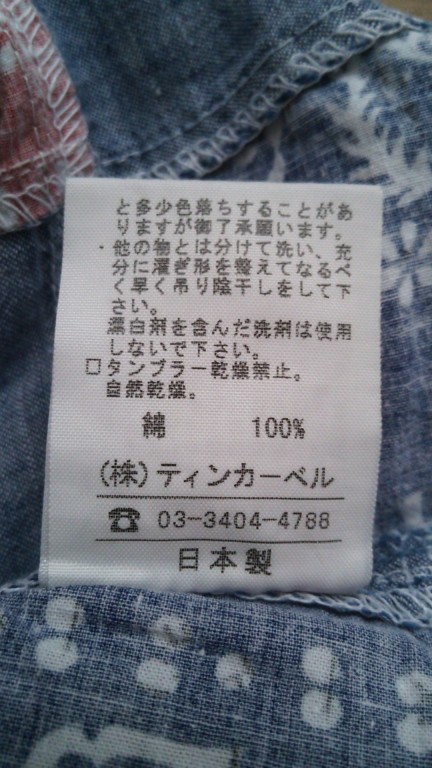 と多少色落ちすることがあ
りますが御了承願います。
・他の物とは分けて洗い、充
分に濯ぎ形を整えてなるべ
く早く吊り陰干しをして下
さい。
漂白剤を含んだ洗剤は使用
しないで下さい。
□タンブラー乾燥禁止。
自然乾燥。
綿 100%
(株)ティンカーベル
☎ 03-3404-4788
日本製